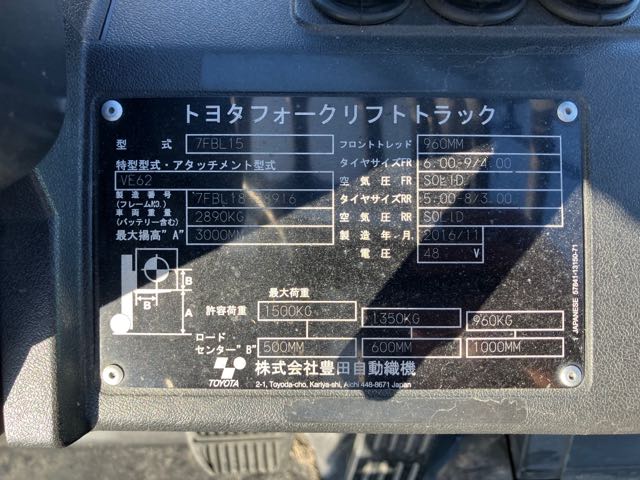 トヨタフォークリフトトラック
型式 7FBL15 フロントトレッド 960MM
特型型式・アタッチメント型式 タイヤサイズFR 6.00-9/4.00
VE62 空気圧 FR SOLID
製造番号 (フレームNO.) 7FBL18 タイヤサイズRR 5.00-8/3.00
車両重量 (バッテリー含む) 2890KG 空気圧 RR SOLID
最大揚高"A" 3000MM 製造年・月 2016/11
電圧 48 V
B
B
A
最大荷重
許容荷重 1500KG 1350KG 960KG
ロードセンター"B" 500MM 600MM 1000MM
TOYOTA 株式会社豊田自動織機
2-1, Toyoda-cho, Kariya-shi, Aichi 448-8671 Japan
JAPANESE 57841-13150-71